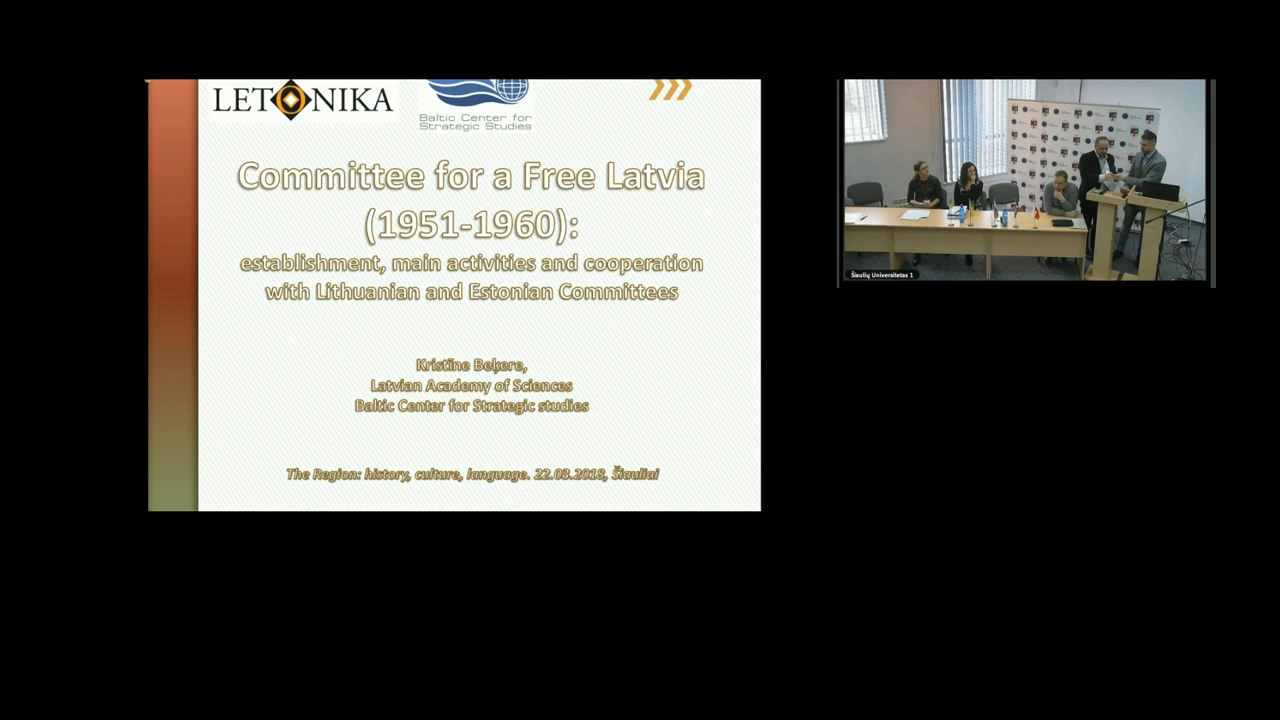 LETONIKA
Baltic Center for
Strategic Studies
Committee for a Free Latvia
(1951-1960):
establishment, main activities and cooperation
with Lithuanian and Estonian Committees
Kristīne Beķere,
Latvian Academy of Sciences
Baltic Center for Strategic studies
The Region: history, culture, language. 22.03.2018, Šiauliai
Šiaulių Universitetas 1